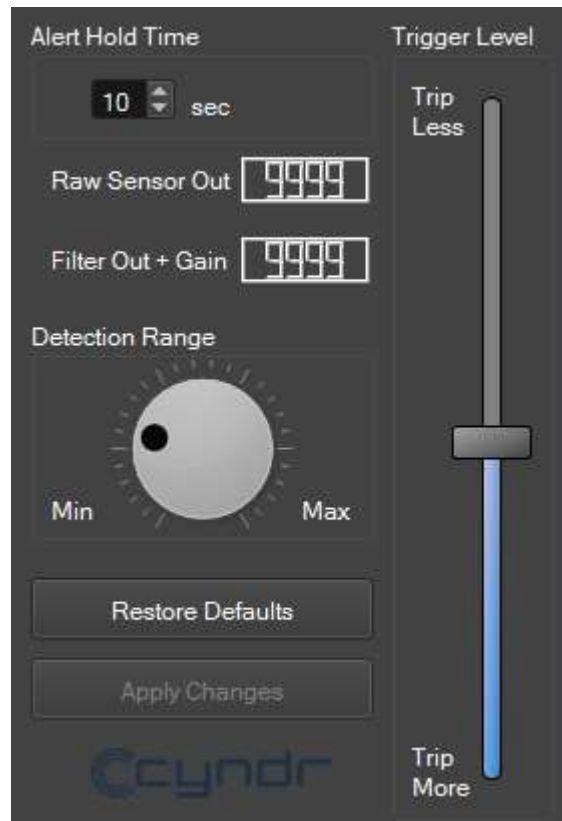 Alert Hold Time
10 sec
Raw Sensor Out 9999
Filter Out + Gain 9999
Detection Range
Min Max
Restore Defaults
Apply Changes
Ccyndr
Trigger Level
Trip
Less
Trip
More